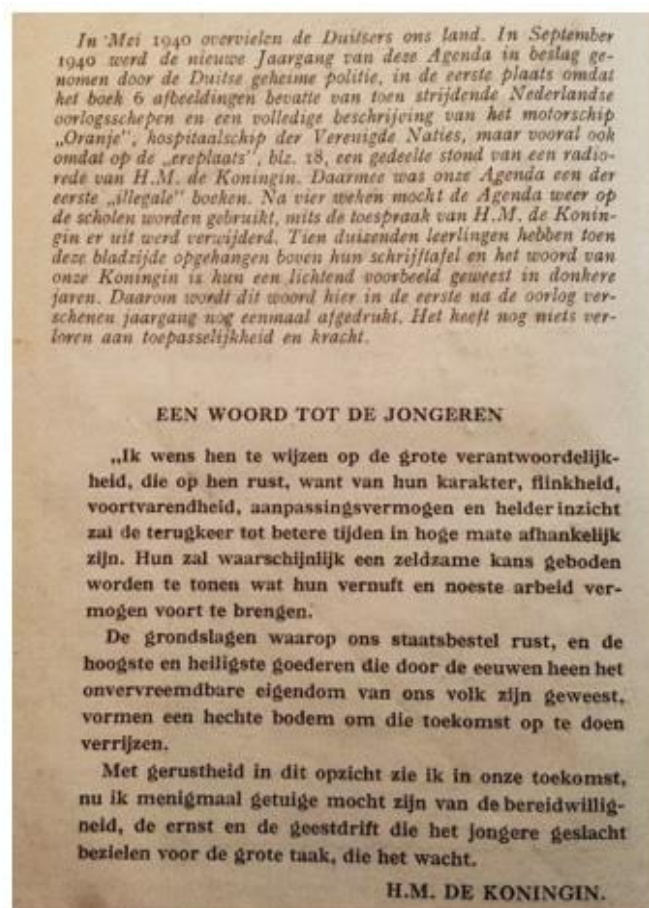 In Mei 1940 overvielen de Duitsers ons land. In September
1940 werd de nieuwe Jaargang van deze Agenda in beslag ge-
nomen door de Duitse geheime politie, in de eerste plaats omdat
het boek 6 afbeeldingen bevatte van toen strijdende Nederlandse
oorlogsschepen en een volledige beschrijving van het motorschip
„Oranje”, hospitaalschip der Verenigde Naties, maar vooral ook
omdat op de „ereplaats”, blz. 18, een gedeelte stond van een radio-
rede van H.M. de Koningin. Daarmee was onze Agenda een der
eerste „illegale” boeken. Na vier weken mocht de Agenda weer op
de scholen worden gebruikt, mits de toespraak van H.M. de Konin-
gin er uit werd verwijderd. Tien duizenden leerlingen hebben toen
deze bladzijde opgehangen boven hun schrijftafel en het woord van
onze Koningin is hun een lichtend voorbeeld geweest in donkere
jaren. Daarom wordt dit woord hier in de eerste na de oorlog ver-
schenen jaargang nog eenmaal afgedrukt. Het heeft nog niets ver-
loren aan toepasselijkheid en kracht.
EEN WOORD TOT DE JONGEREN
„Ik wens hen te wijzen op de grote verantwoordelijk-
heid, die op hen rust, want van hun karakter, flinkheid,
voortvarendheid, aanpassingsvermogen en helder inzicht
zal de terugkeer tot betere tijden in hoge mate afhankelijk
zijn. Hun zal waarschijnlijk een zeldzame kans geboden
worden te tonen wat hun vernuft en noeste arbeid ver-
mogen voort te brengen.
De grondslagen waarop ons staatsbestel rust, en de
hoogste en heiligste goederen die door de eeuwen heen het
onvervreemdbare eigendom van ons volk zijn geweest,
vormen een hechte bodem om die toekomst op te doen
verrijzen.
Met gerustheid in dit opzicht zie ik in onze toekomst,
nu ik menigmaal getuige mocht zijn van de bereidwillig-
heid, de ernst en de geestdrift die het jongere geslacht
bezielen voor de grote taak, die het wacht.
H.M. DE KONINGIN.